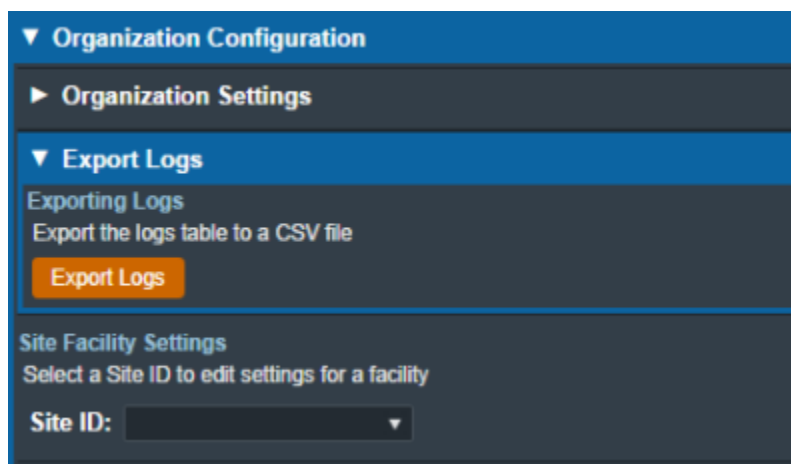 ▼ Organization Configuration
► Organization Settings
▼ Export Logs
Exporting Logs
Export the logs table to a CSV file
Export Logs
Site Facility Settings
Select a Site ID to edit settings for a facility
Site ID: